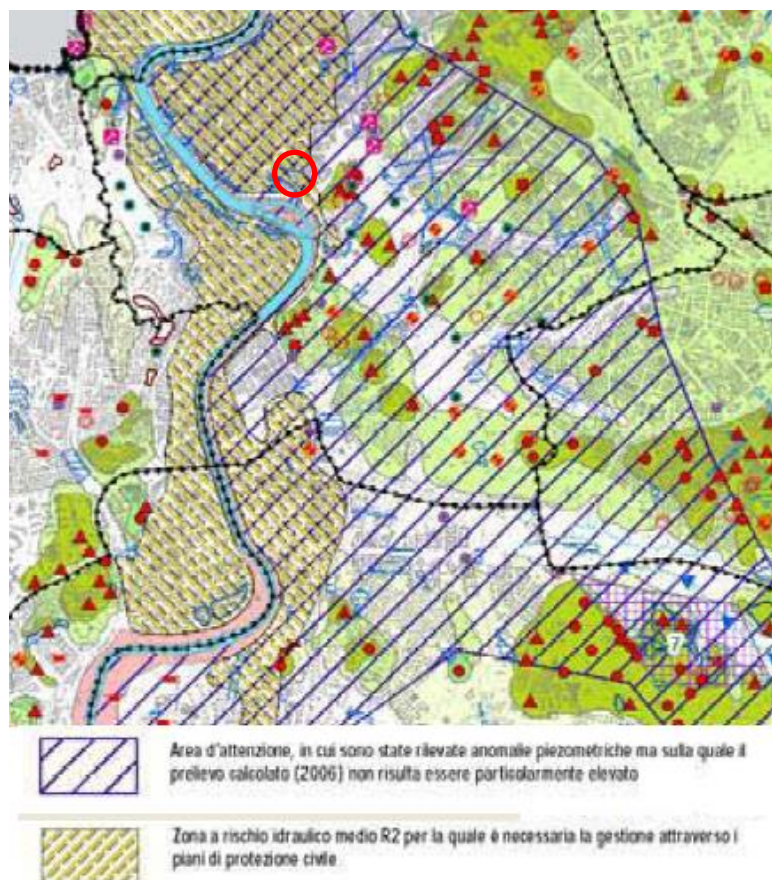 7
Area d'attenzione, in cui sono state rilevate anomalie piezometriche ma sulla quale il
prelievo calcolato (2006) non risulta essere particolarmente elevato
Zona a rischio idraulico medio R2 per la quale è necessaria la gestione attraverso i
piani di protezione civile